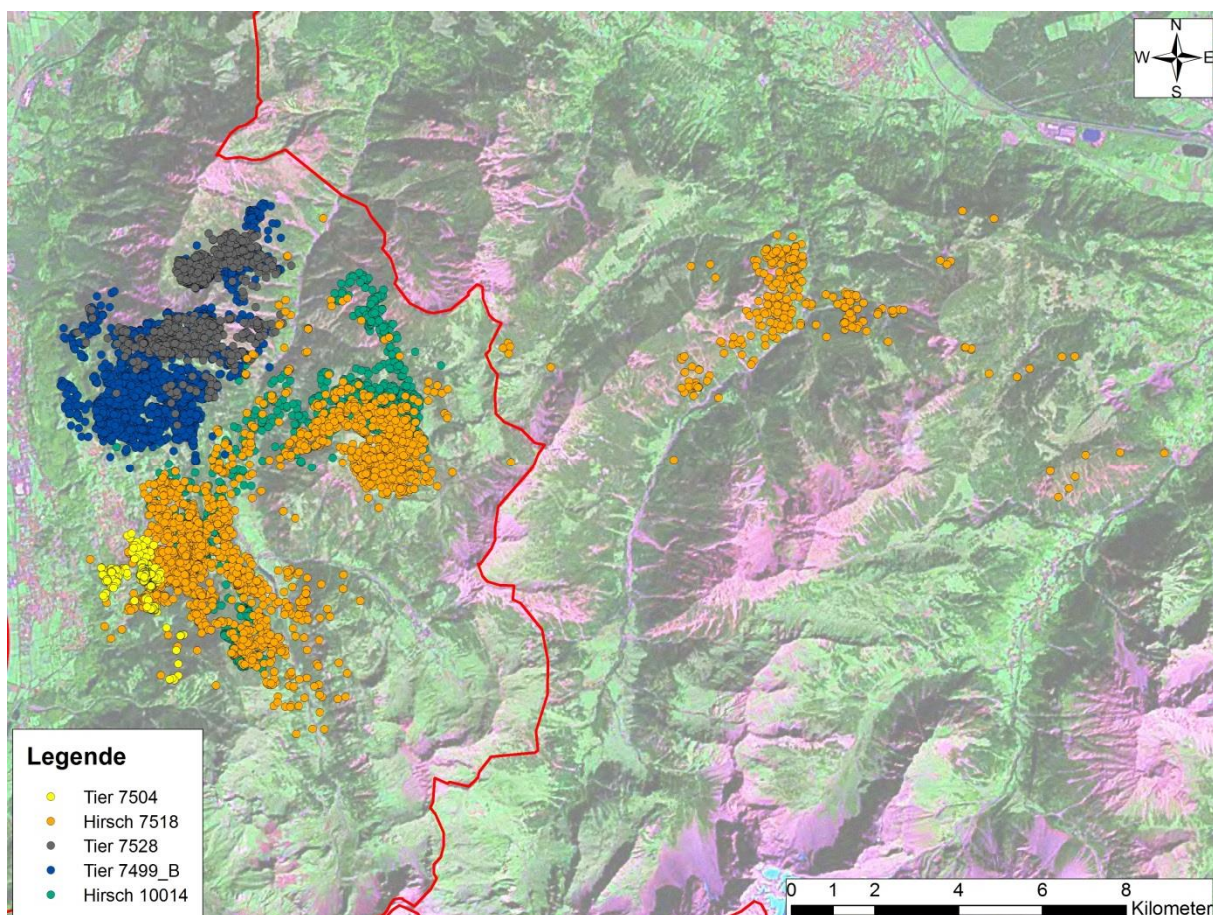 N
W E
S
Legende
Tier 7504
Hirsch 7518
Tier 7528
Tier 7499_B
Hirsch 10014
0 1 2 4 6 8
Kilometer